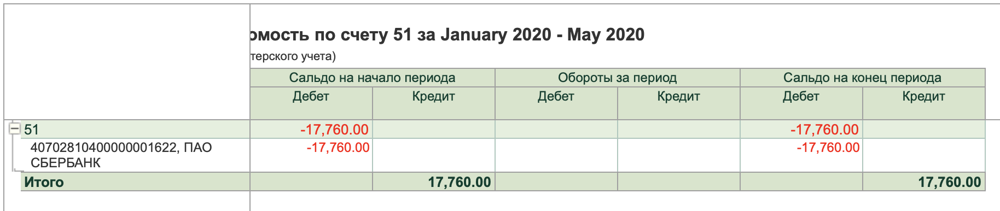 омость по счету 51 за January 2020 - May 2020
терского учета)
Сальдо на начало периода Обороты за период Сальдо на конец периода
Дебет Кредит Дебет Кредит Дебет Кредит
51 -17,760.00 -17,760.00
40702810400000001622, ПАО -17,760.00 -17,760.00
СБЕРБАНК
Итого 17,760.00 17,760.00